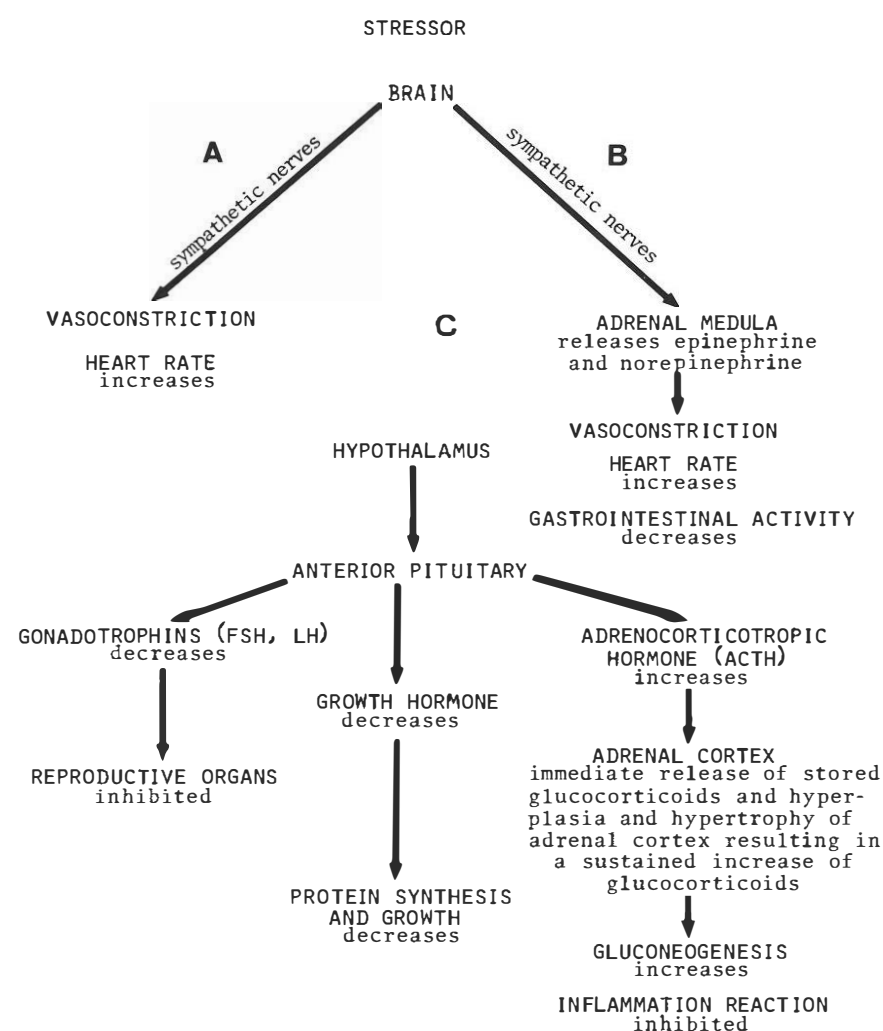 STRESSOR
BRAIN
A
sympathetic nerves
B
sympathetic nerves
VASOCONSTRICTION
HEART RATE
increases
C
ADRENAL MEDULA
releases epinephrine
and norepinephrine
VASOCONSTRICTION
HEART RATE
increases
GASTROINTESTINAL ACTIVITY
decreases
HYPOTHALAMUS
ANTERIOR PITUITARY
GONADOTROPHINS (FSH, LH)
decreases
REPRODUCTIVE ORGANS
inhibited
GROWTH HORMONE
decreases
PROTEIN SYNTHESIS
AND GROWTH
decreases
ADRENOCORTICOTROPIC
HORMONE (ACTH)
increases
ADRENAL CORTEX
immediate release of stored
glucocorticoids and hyper-
plasia and hypertrophy of
adrenal cortex resulting in
a sustained increase of
glucocorticoids
GLUCONEOGENESIS
increases
INFLAMMATION REACTION
inhibited